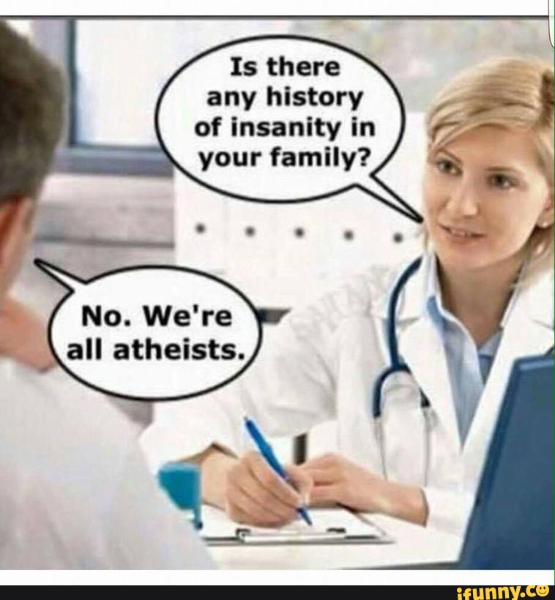 Is there
any history
of insanity in
your family?
No. We're
all atheists.
ifunny.co